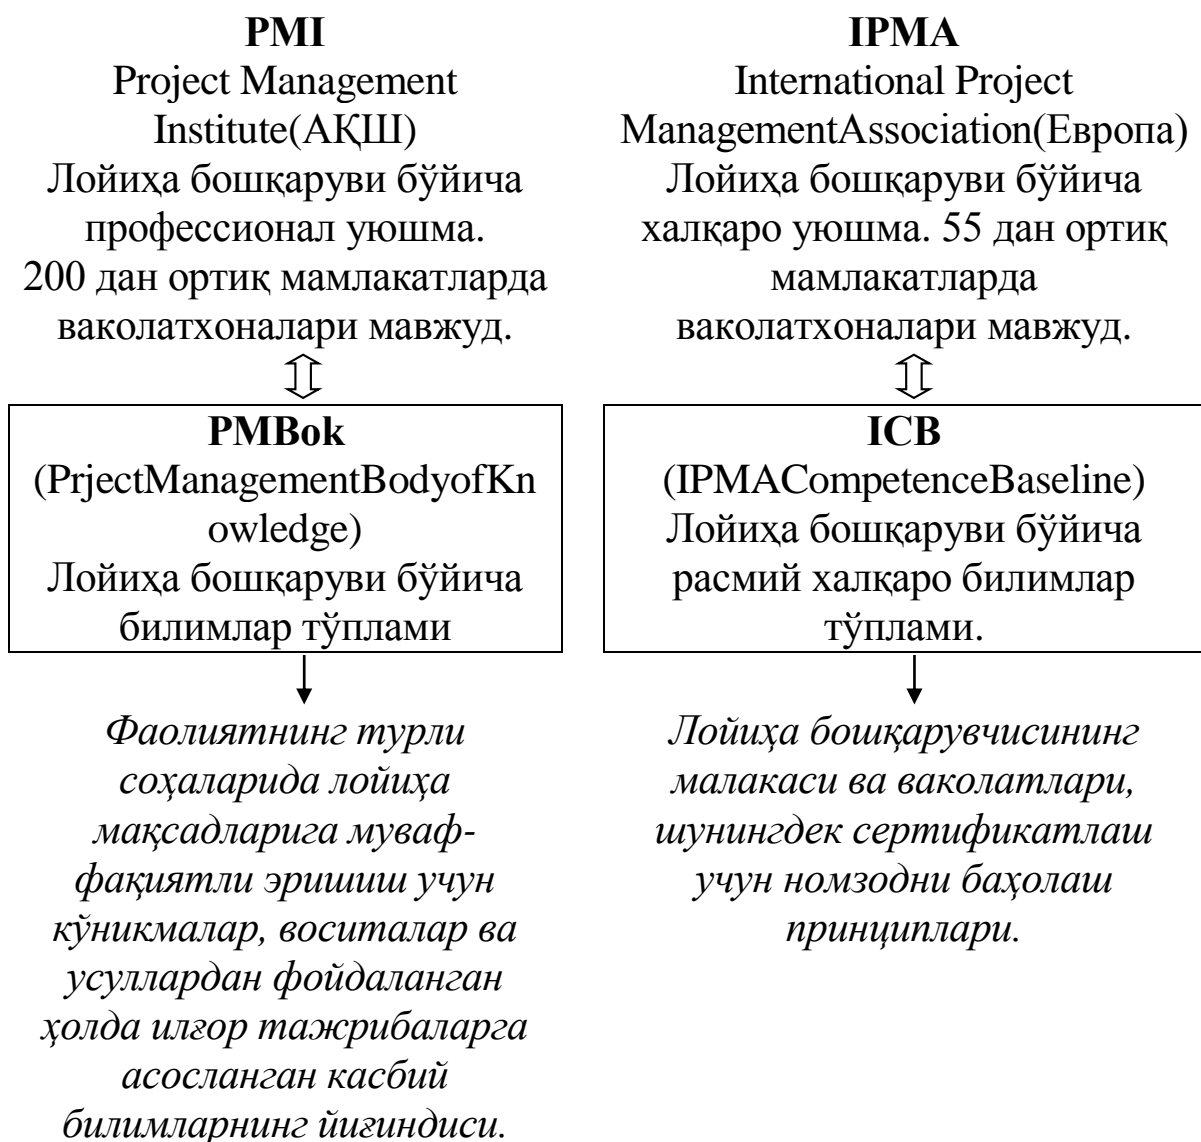 PMI
Project Management
Institute(АҚШ)
Лойиҳа бошқаруви бўйича
профессионал уюшма.
200 дан ортиқ мамлакатларда
ваколатхоналари мавжуд.
PMBok
(PrjectManagementBodyofKn
owledge)
Лойиҳа бошқаруви бўйича
билимлар тўплами
Фаолиятнинг турли
соҳаларида лойиҳа
мақсадларига муваф-
фақиятли эришиш учун
кўникмалар, воситалар ва
усуллардан фойдаланган
ҳолда илғор тажрибаларга
асосланган касбий
билимларнинг йиғиндиси.
IPMA
International Project
ManagementAssociation(Европа)
Лойиҳа бошқаруви бўйича
халқаро уюшма. 55 дан ортиқ
мамлакатларда
ваколатхоналари мавжуд.
ICB
(IPMACompetenceBaseline)
Лойиҳа бошқаруви бўйича
расмий халқаро билимлар
тўплами.
Лойиҳа бошқарувчисининг
малакаси ва ваколатлари,
шунингдек сертификатлаш
учун номзодни баҳолаш
принциплари.